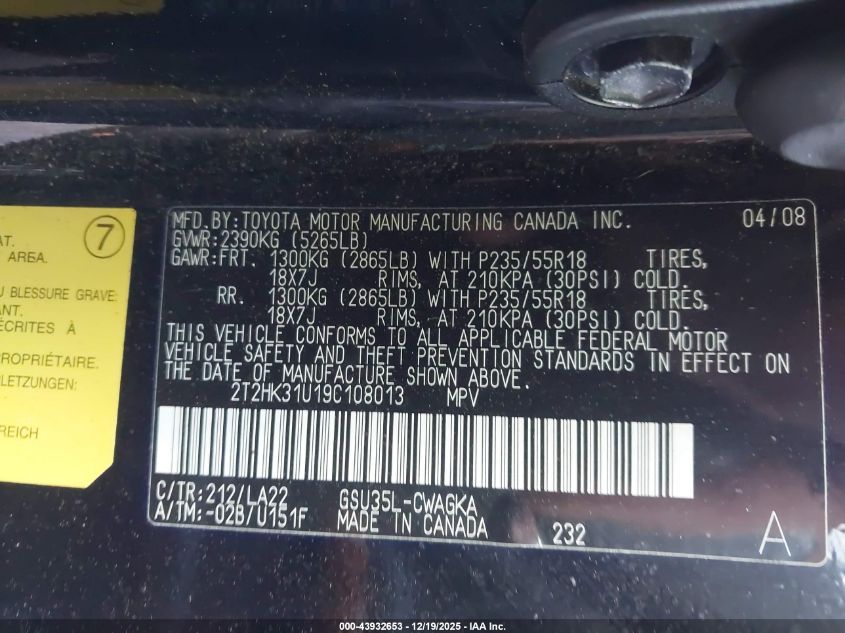 7
AT.
AREA.
U BLESSURE GRAVE:
ANT.
ÉCRITES À
PROPRIÉTAIRE.
LETZUNGEN:
REICH
MFD.BY:TOYOTA MOTOR MANUFACTURING CANADA INC. 04/08
GVWR:2390KG (5265LB)
GAWR:FRT. 1300KG (2865LB) WITH P235/55R18 TIRES,
18X7J RIMS, AT 210KPA (30PSI) COLD.
RR. 1300KG (2865LB) WITH P235/55R18 TIRES,
18X7J RIMS, AT 210KPA (30PSI) COLD.
THIS VEHICLE CONFORMS TO ALL APPLICABLE FEDERAL MOTOR
VEHICLE SAFETY AND THEFT PREVENTION STANDARDS IN EFFECT ON
THE DATE OF MANUFACTURE SHOWN ABOVE.
2T2HK31U19C108013 MPV
C/TR:212/LA22 GSU35L-CWAGKA
A/TM:-02B/U151F MADE IN CANADA 232 A
000-43932653 - 12/19/2025 - IAA Inc.